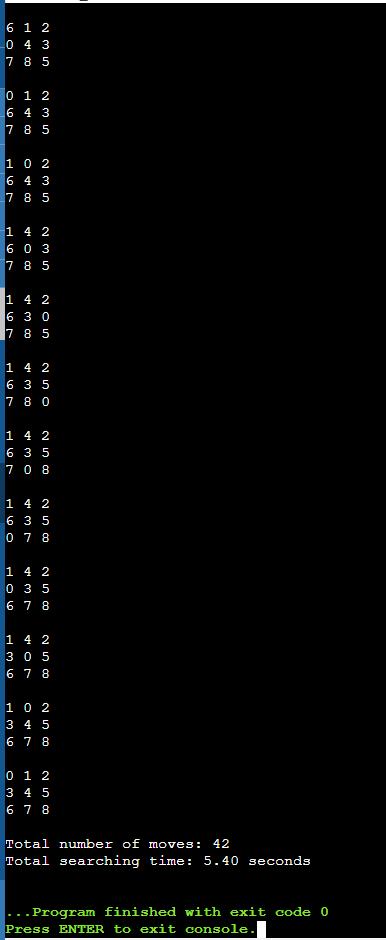 6 1 2
0 4 3
7 8 5
0 1 2
6 4 3
7 8 5
1 0 2
6 4 3
7 8 5
1 4 2
6 0 3
7 8 5
1 4 2
6 3 0
7 8 5
1 4 2
6 3 5
7 8 0
1 4 2
6 3 5
7 0 8
1 4 2
6 3 5
0 7 8
1 4 2
0 3 5
6 7 8
1 4 2
3 0 5
6 7 8
1 0 2
3 4 5
6 7 8
0 1 2
3 4 5
6 7 8
Total number of moves: 42
Total searching time: 5.40 seconds
...Program finished with exit code 0
Press ENTER to exit console.